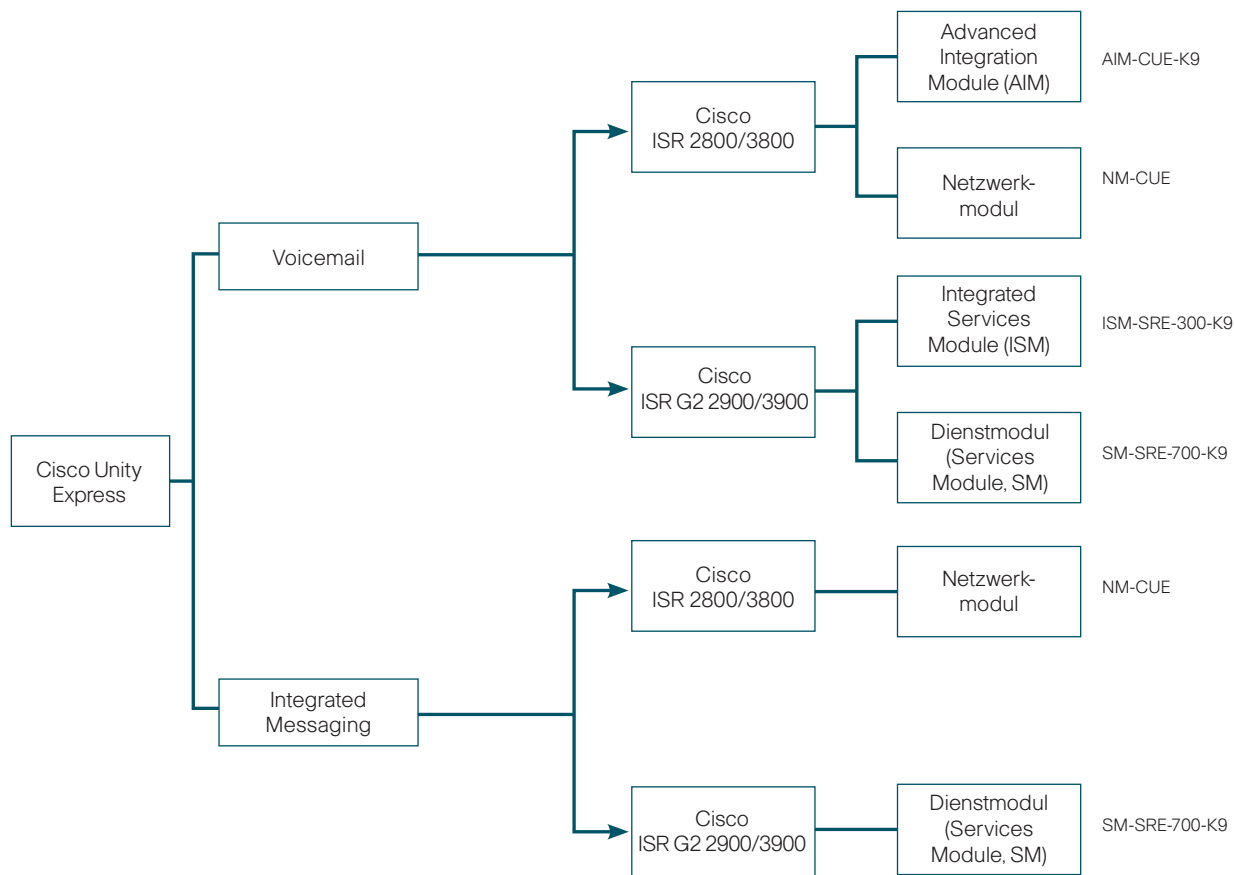 Cisco Unity
Express
Voicemail
Cisco
ISR 2800/3800
Advanced
Integration
Module (AIM)
AIM-CUE-K9
Netzwerk-
modul
NM-CUE
Cisco
ISR G2 2900/3900
Integrated
Services
Module (ISM)
ISM-SRE-300-K9
Dienstmodul
(Services
Module, SM)
SM-SRE-700-K9
Integrated
Messaging
Cisco
ISR 2800/3800
Netzwerk-
modul
NM-CUE
Cisco
ISR G2 2900/3900
Dienstmodul
(Services
Module, SM)
SM-SRE-700-K9